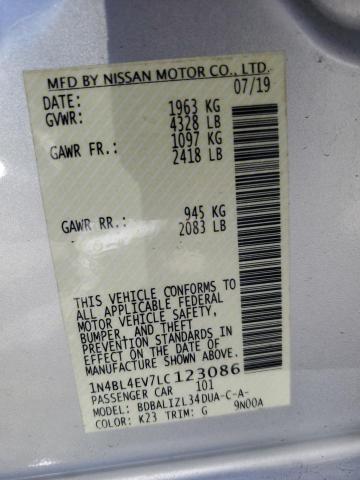 MFD BY NISSAN MOTOR CO., LTD.
DATE: 07/19
GVWR: 1963 KG
4328 LB
GAWR FR.: 1097 KG
2418 LB
GAWR RR.: 945 KG
2083 LB
THIS VEHICLE CONFORMS TO
ALL APPLICABLE FEDERAL
MOTOR VEHICLE SAFETY,
BUMPER, AND THEFT
PREVENTION STANDARDS IN
EFFECT ON THE DATE OF
MANUFACTURE SHOWN ABOVE.
1N4BL4EV7LC123086
PASSENGER CAR 101
MODEL: BDBALIZL34DUA-C-A-
COLOR: K23 TRIM: G 9N00A